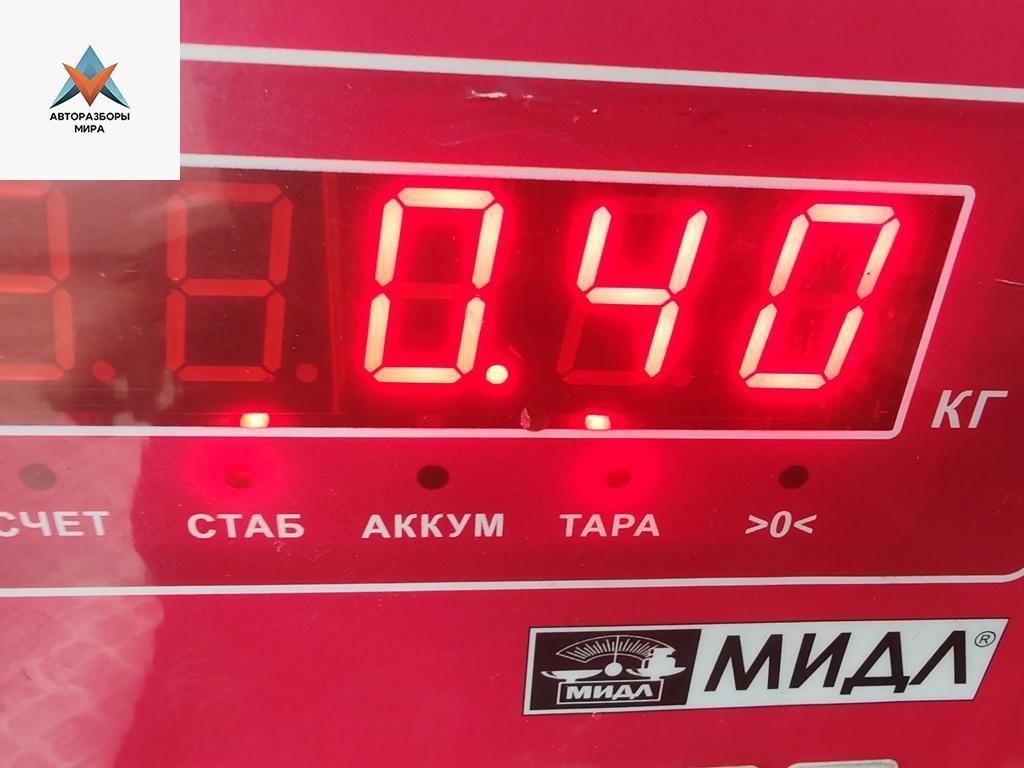 АВТОРАЗБОРЫ
МИРА
0.40
КГ
СЧЕТ СТАБ АККУМ ТАРА >0<
МИДЛ МИДЛ®